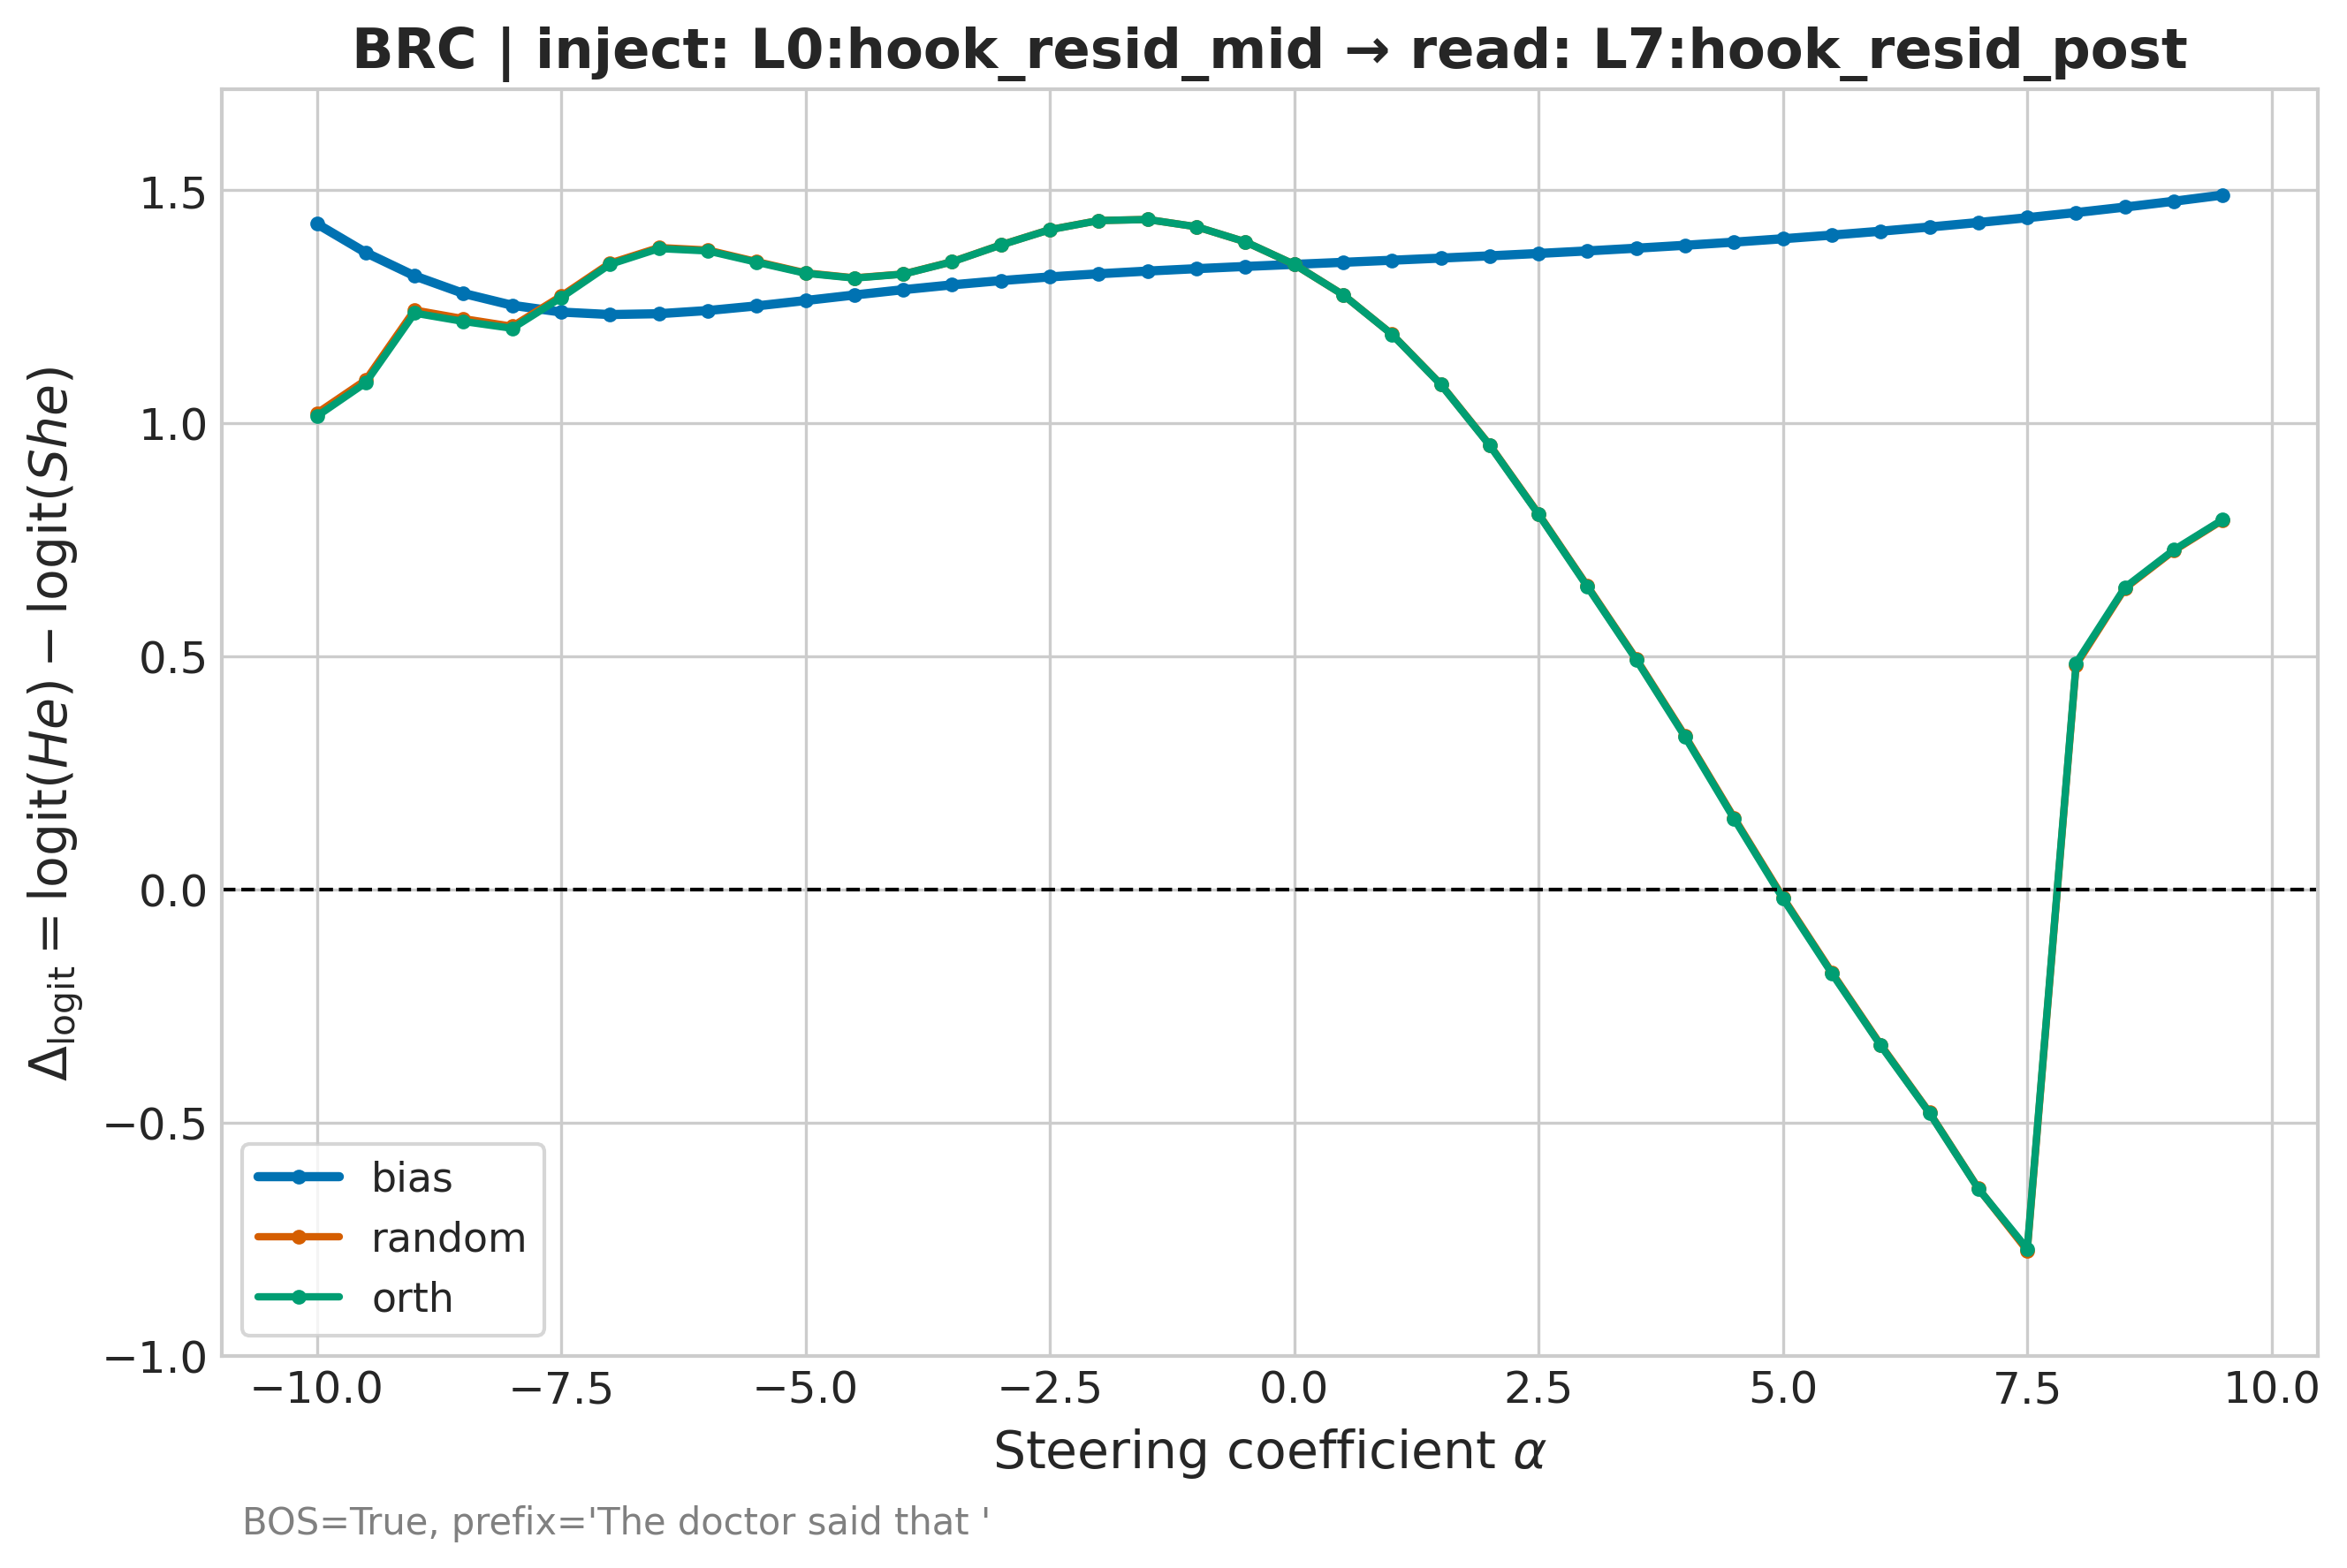 BRC | inject: L0:hook_resid_mid → read: L7:hook_resid_post
Δlogit = logit(He) − logit(She)
1.5
1.0
0.5
0.0
−0.5
−1.0
bias
random
orth
−10.0 −7.5 −5.0 −2.5 0.0 2.5 5.0 7.5 10.0
Steering coefficient α
BOS=True, prefix='The doctor said that '